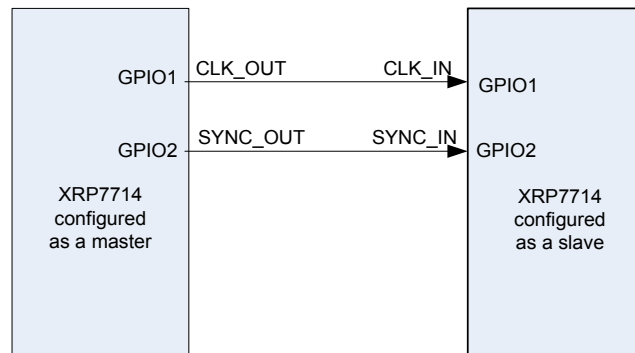 GPIO1 CLK_OUT CLK_IN GPIO1
GPIO2 SYNC_OUT SYNC_IN GPIO2
XRP7714
configured
as a master
XRP7714
configured
as a slave